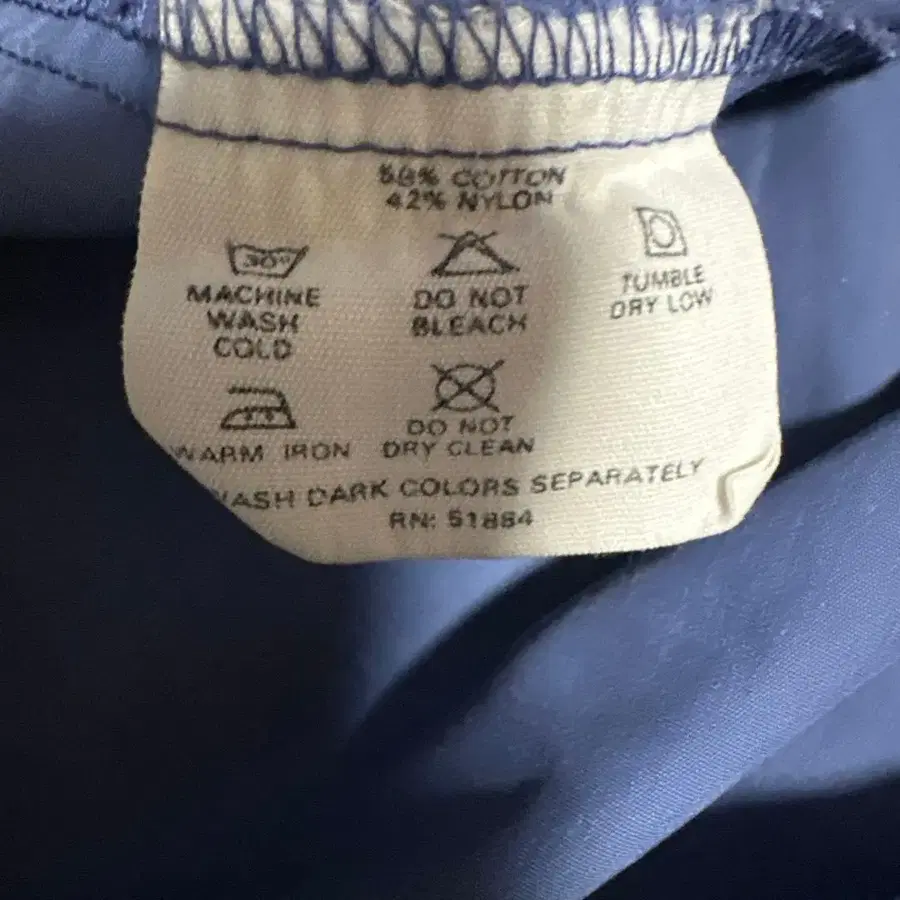 58% COTTON
42% NYLON
30°
MACHINE
WASH
COLD
DO NOT
BLEACH
TUMBLE
DRY LOW
WARM IRON
DO NOT
DRY CLEAN
WASH DARK COLORS SEPARATELY
RN: 51884